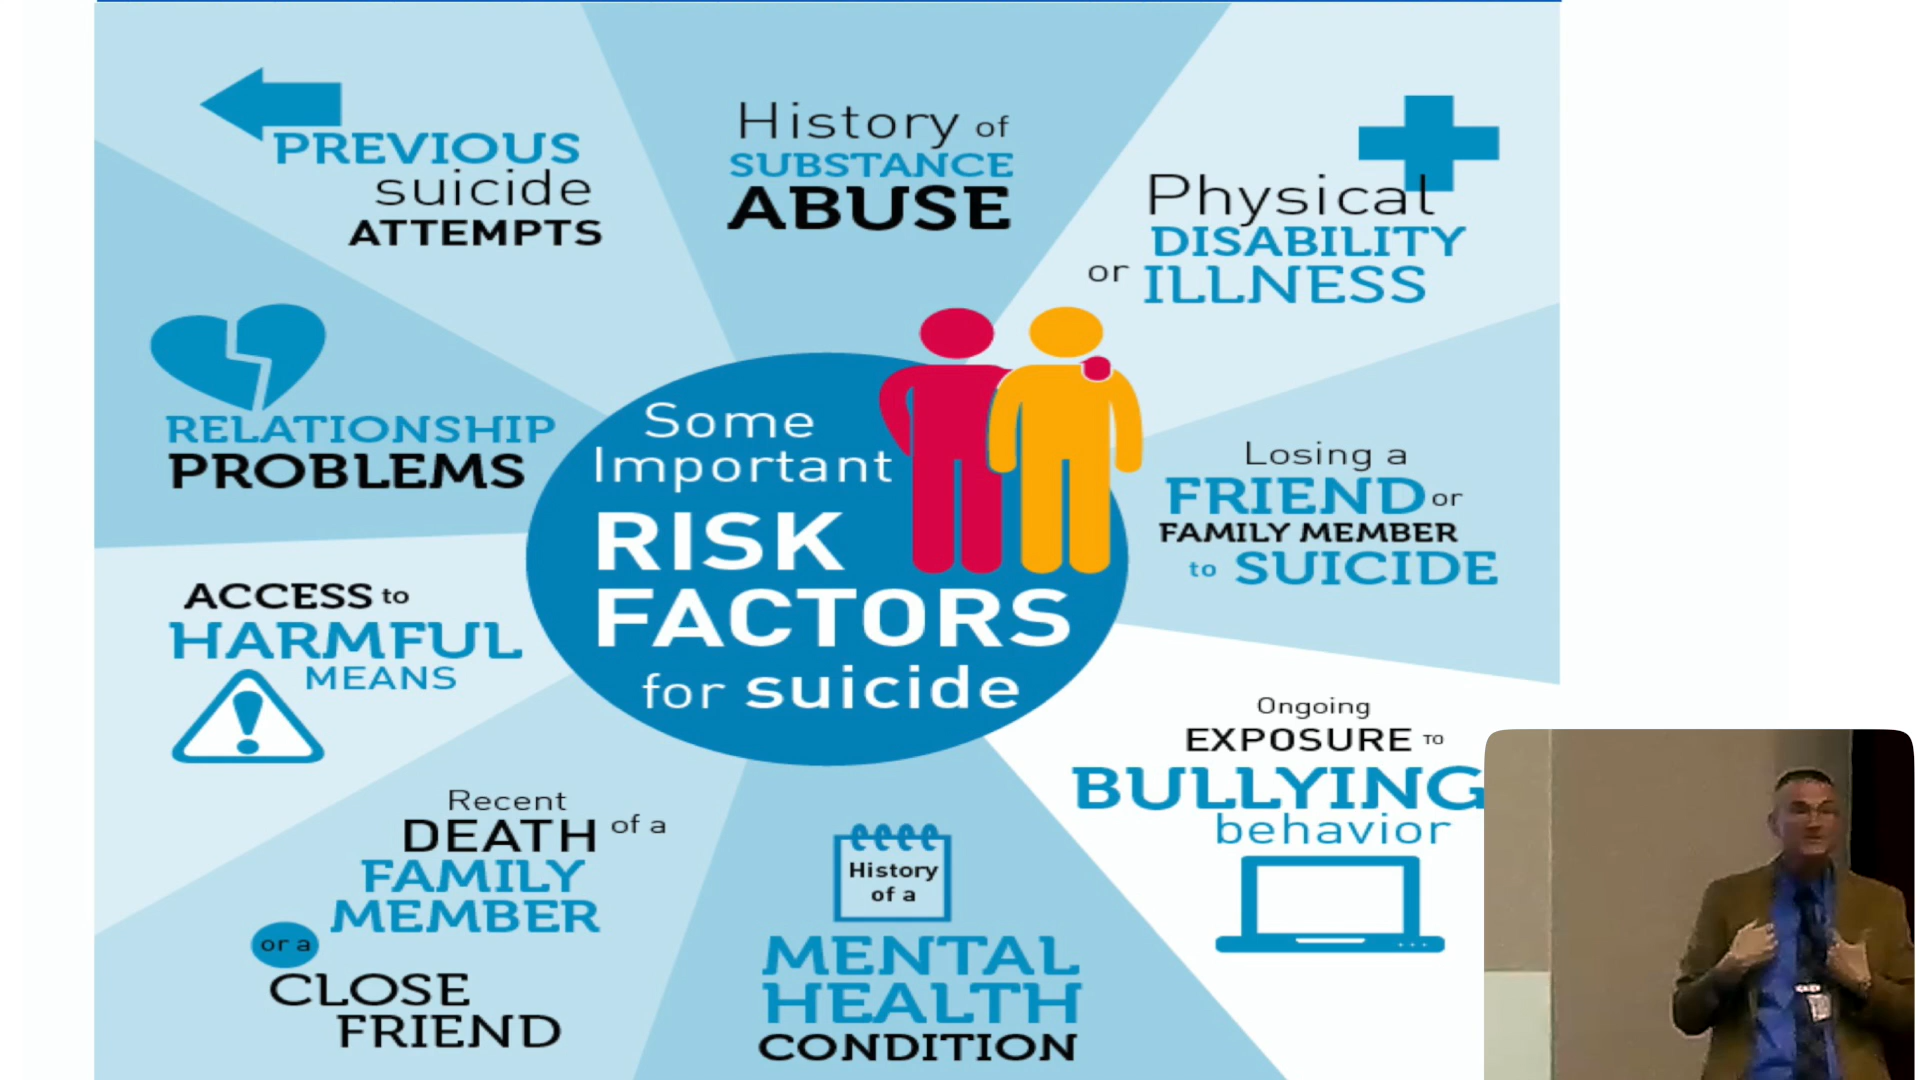 PREVIOUS
suicide
ATTEMPTS
History of
SUBSTANCE
ABUSE
Physical
DISABILITY
or ILLNESS
RELATIONSHIP
PROBLEMS
Some
Important
RISK
FACTORS
for suicide
Losing a
FRIEND or
FAMILY MEMBER
to SUICIDE
ACCESS to
HARMFUL
MEANS
Ongoing
EXPOSURE TO
BULLYING
behavior
Recent
DEATH of a
FAMILY
MEMBER
or a
CLOSE
FRIEND
History
of a
MENTAL
HEALTH
CONDITION